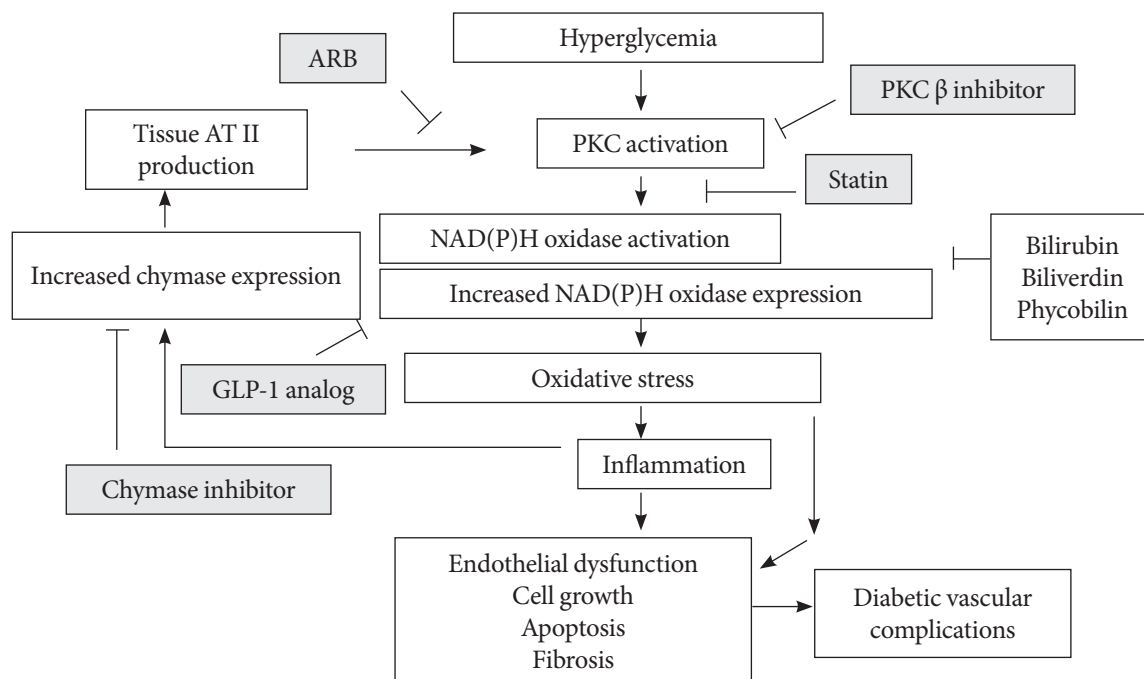 Hyperglycemia
ARB
PKC β inhibitor
Tissue AT II
production
PKC activation
Statin
NAD(P)H oxidase activation
Increased chymase expression
Increased NAD(P)H oxidase expression
Bilirubin
Biliverdin
Phycobilin
GLP-1 analog
Oxidative stress
Inflammation
Chymase inhibitor
Endothelial dysfunction
Cell growth
Apoptosis
Fibrosis
Diabetic vascular
complications